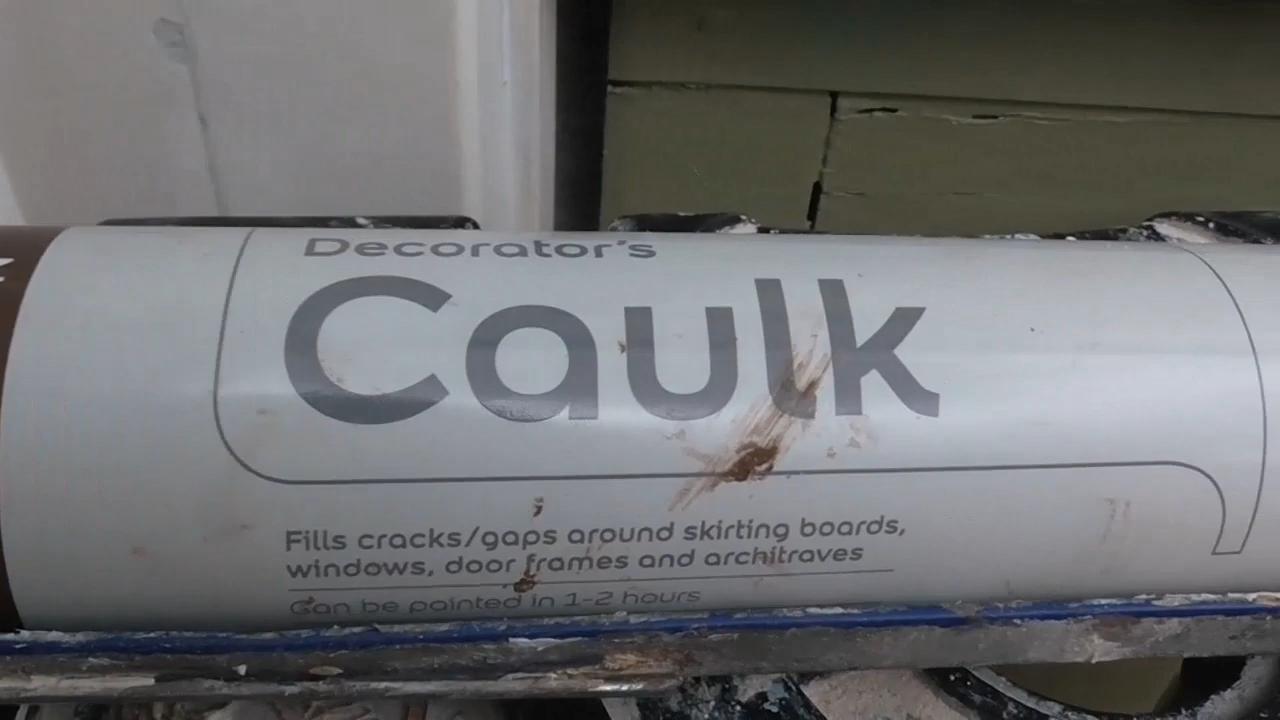 Decorator's
Caulk
Fills cracks/gaps around skirting boards,
windows, door frames and architraves
Can be painted in 1-2 hours